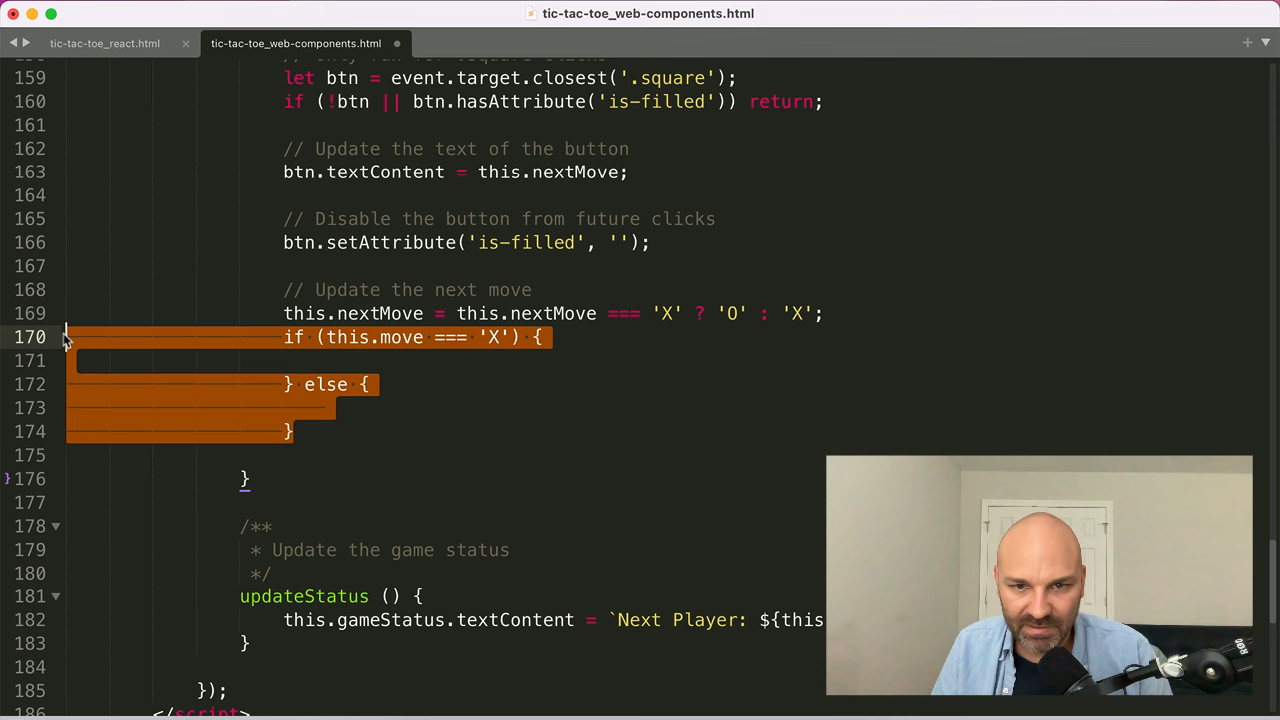 tic-tac-toe_web-components.html
tic-tac-toe_react.html × tic-tac-toe_web-components.html
159 let btn = event.target.closest('.square');
160 if (!btn || btn.hasAttribute('is-filled')) return;
161
162 // Update the text of the button
163 btn.textContent = this.nextMove;
164
165 // Disable the button from future clicks
166 btn.setAttribute('is-filled', '');
167
168 // Update the next move
169 this.nextMove = this.nextMove === 'X' ? 'O' : 'X';
170 if (this.move === 'X') {
171
172 } else {
173
174 }
175
176 }
177
178 /**
179 * Update the game status
180 */
181 updateStatus () {
182 this.gameStatus.textContent = `Next Player: ${this
183 }
184
185 });
186 </script>
RODE